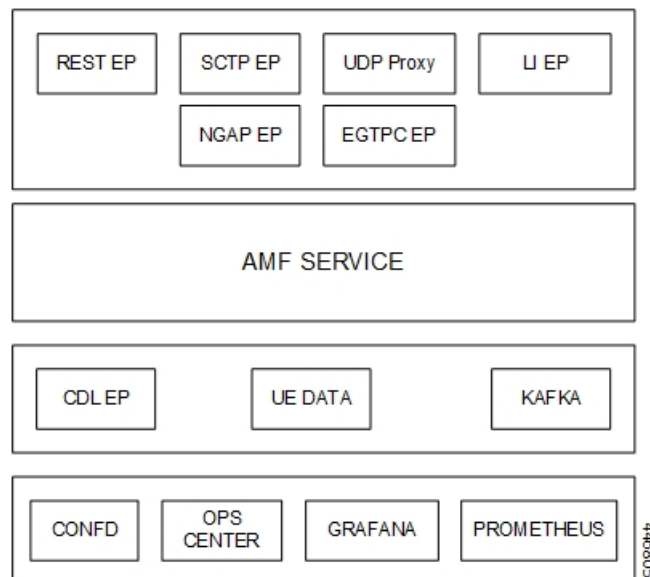 REST EP
SCTP EP
UDP Proxy
LI EP
NGAP EP
EGTPC EP
AMF SERVICE
CDL EP
UE DATA
KAFKA
CONFD
OPS
CENTER
GRAFANA
PROMETHEUS